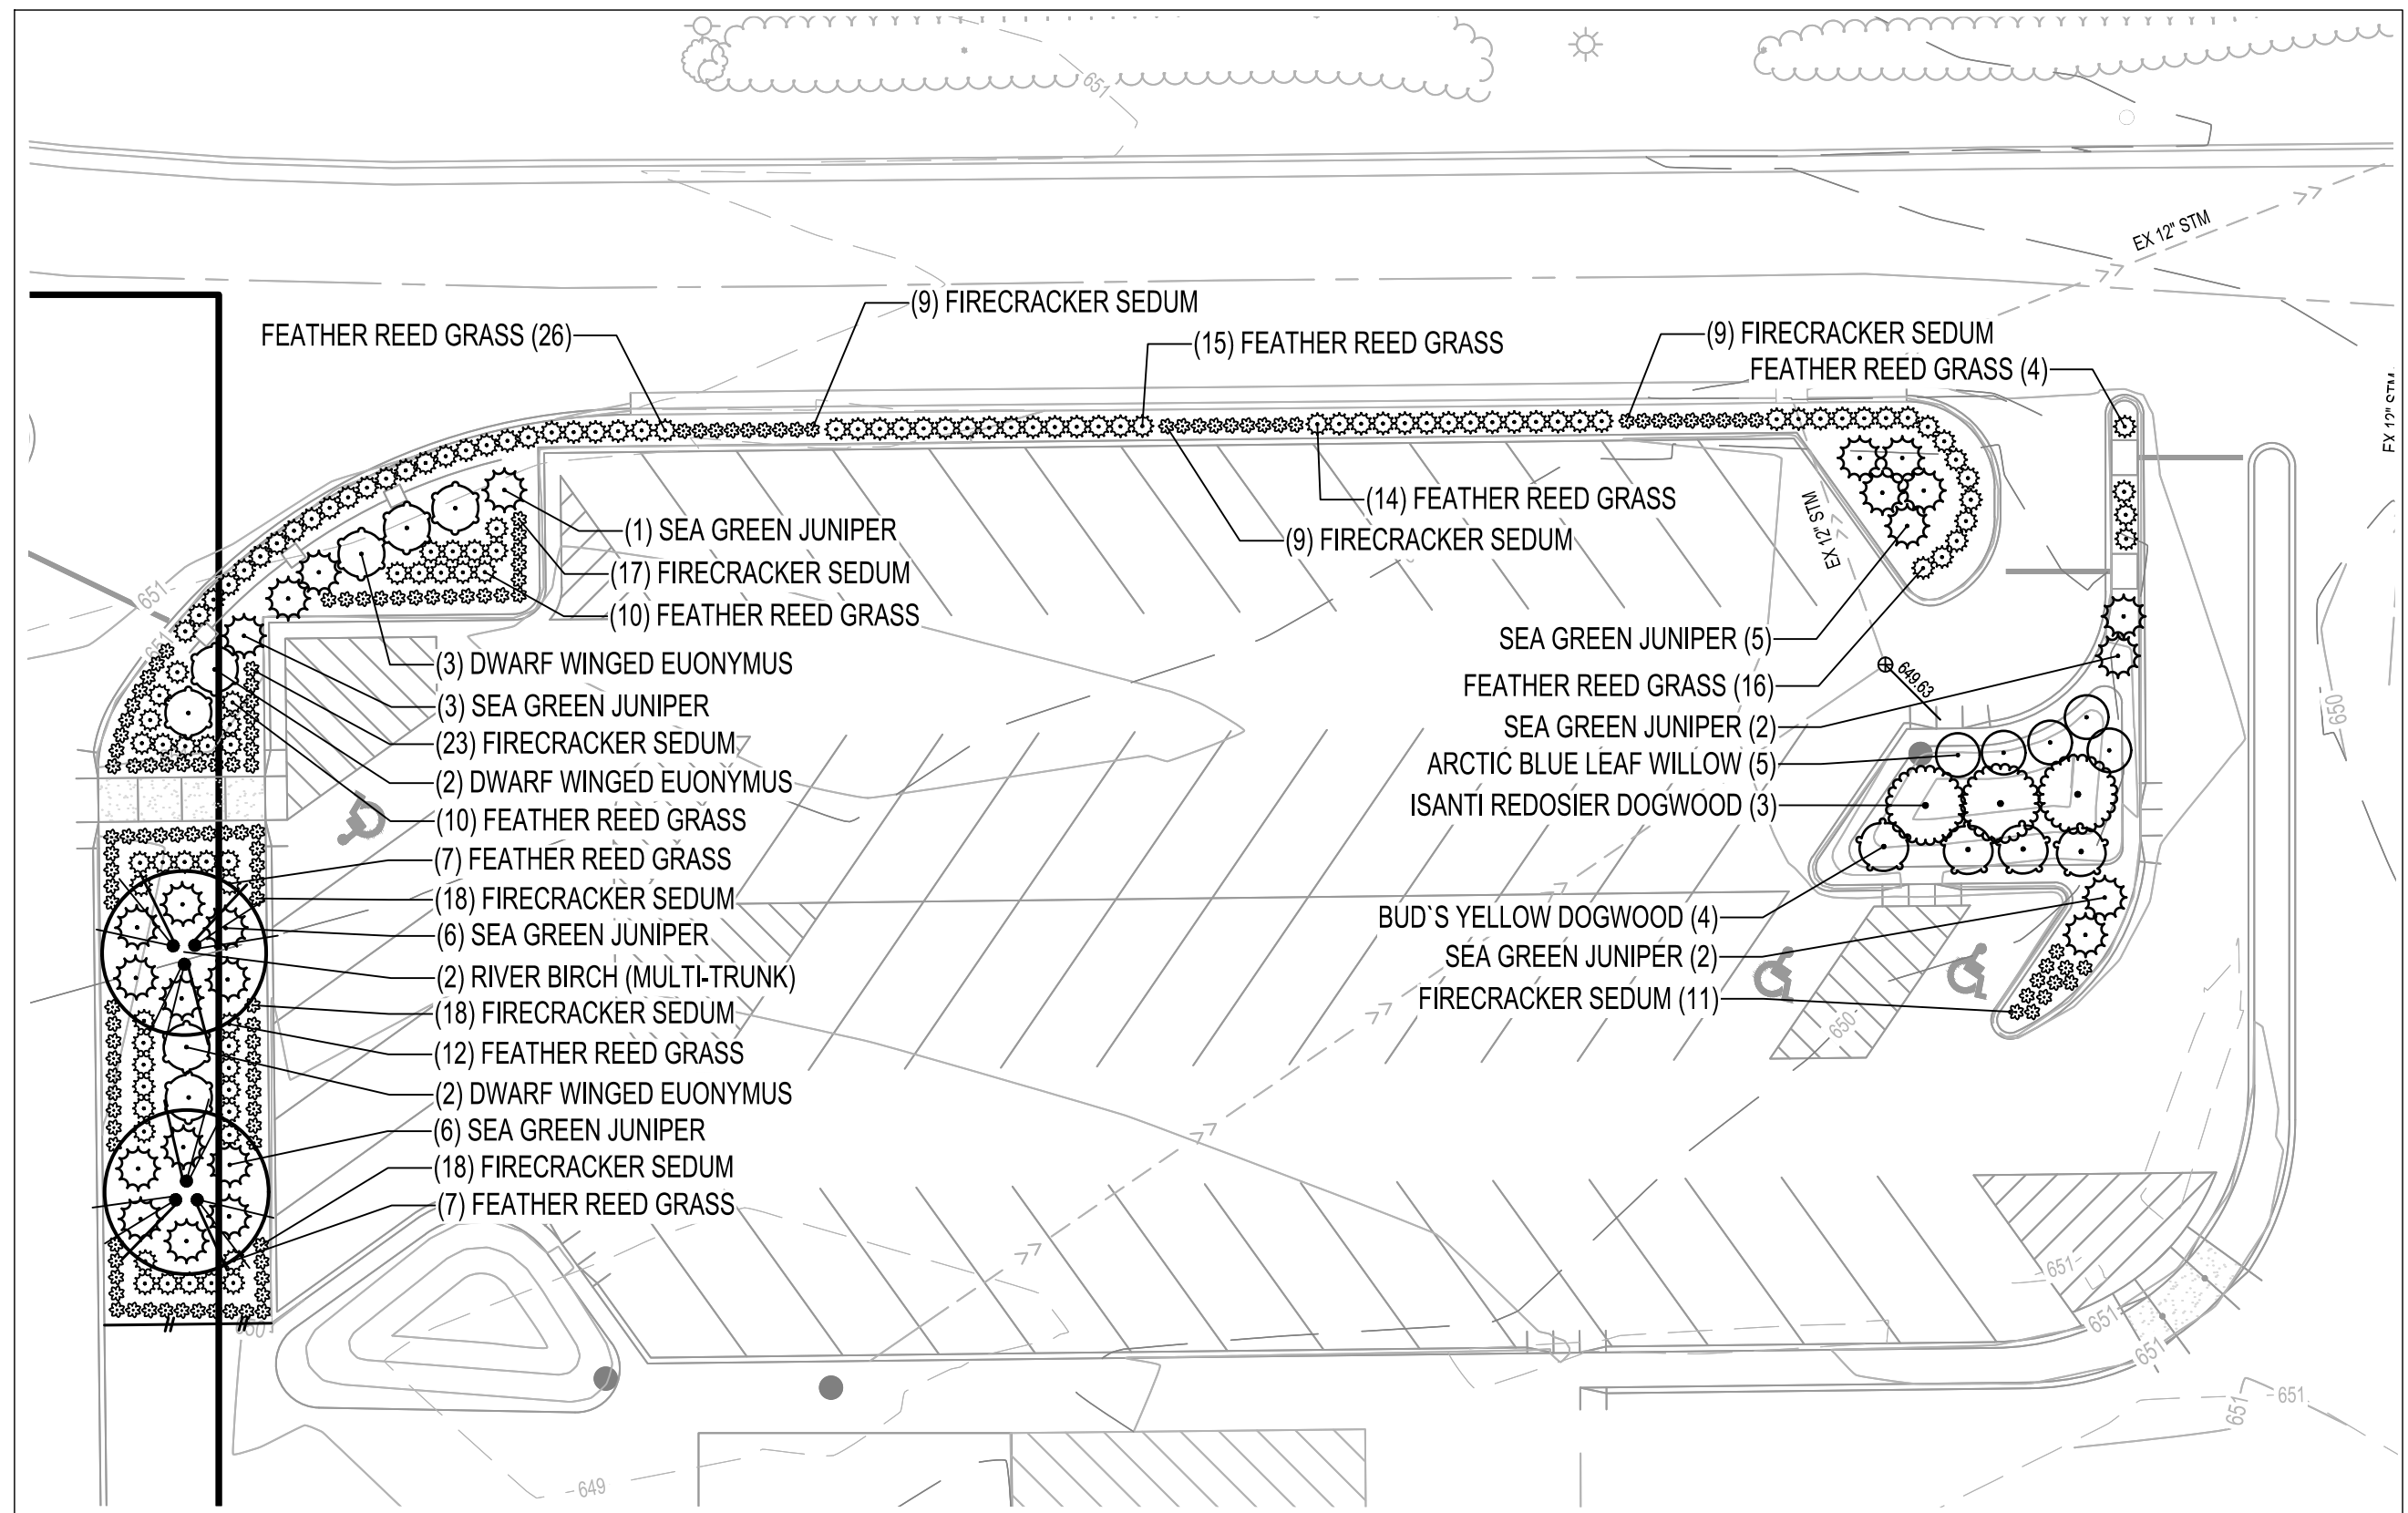 651
EX 12" STM
(9) FIRECRACKER SEDUM
FEATHER REED GRASS (26)
(15) FEATHER REED GRASS
(9) FIRECRACKER SEDUM
FEATHER REED GRASS (4)
EX 12" STM
(14) FEATHER REED GRASS
(9) FIRECRACKER SEDUM
EX 12" STM
(1) SEA GREEN JUNIPER
(17) FIRECRACKER SEDUM
(10) FEATHER REED GRASS
651
651
(3) DWARF WINGED EUONYMUS
(3) SEA GREEN JUNIPER
(23) FIRECRACKER SEDUM
(2) DWARF WINGED EUONYMUS
(10) FEATHER REED GRASS
(7) FEATHER REED GRASS
(18) FIRECRACKER SEDUM
(6) SEA GREEN JUNIPER
(2) RIVER BIRCH (MULTI-TRUNK)
(18) FIRECRACKER SEDUM
(12) FEATHER REED GRASS
(2) DWARF WINGED EUONYMUS
(6) SEA GREEN JUNIPER
(18) FIRECRACKER SEDUM
(7) FEATHER REED GRASS
SEA GREEN JUNIPER (5)
649.63
FEATHER REED GRASS (16)
650
SEA GREEN JUNIPER (2)
ARCTIC BLUE LEAF WILLOW (5)
ISANTI REDOSIER DOGWOOD (3)
BUD`S YELLOW DOGWOOD (4)
SEA GREEN JUNIPER (2)
FIRECRACKER SEDUM (11)
650
651
650
651
651
651
651
649